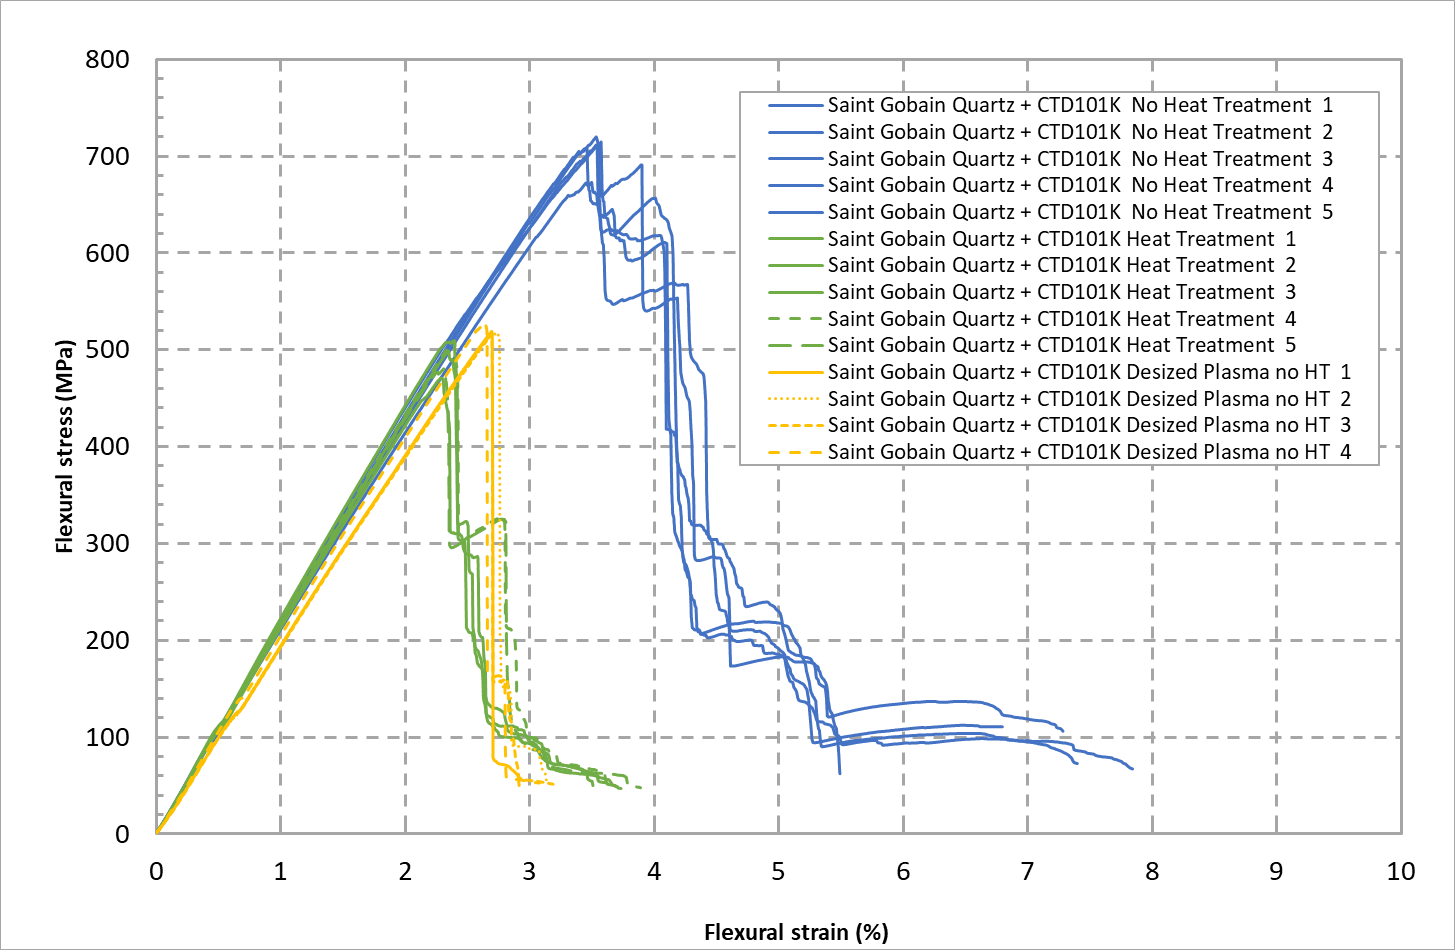 800
700
600
500
400
300
200
100
0
Flexural stress (MPa)
Saint Gobain Quartz + CTD101K  No Heat Treatment  1
Saint Gobain Quartz + CTD101K  No Heat Treatment  2
Saint Gobain Quartz + CTD101K  No Heat Treatment  3
Saint Gobain Quartz + CTD101K  No Heat Treatment  4
Saint Gobain Quartz + CTD101K  No Heat Treatment  5
Saint Gobain Quartz + CTD101K Heat Treatment  1
Saint Gobain Quartz + CTD101K Heat Treatment  2
Saint Gobain Quartz + CTD101K Heat Treatment  3
Saint Gobain Quartz + CTD101K Heat Treatment  4
Saint Gobain Quartz + CTD101K Heat Treatment  5
Saint Gobain Quartz + CTD101K Desized Plasma no HT  1
Saint Gobain Quartz + CTD101K Desized Plasma no HT  2
Saint Gobain Quartz + CTD101K Desized Plasma no HT  3
Saint Gobain Quartz + CTD101K Desized Plasma no HT  4
0 1 2 3 4 5 6 7 8 9 10
Flexural strain (%)